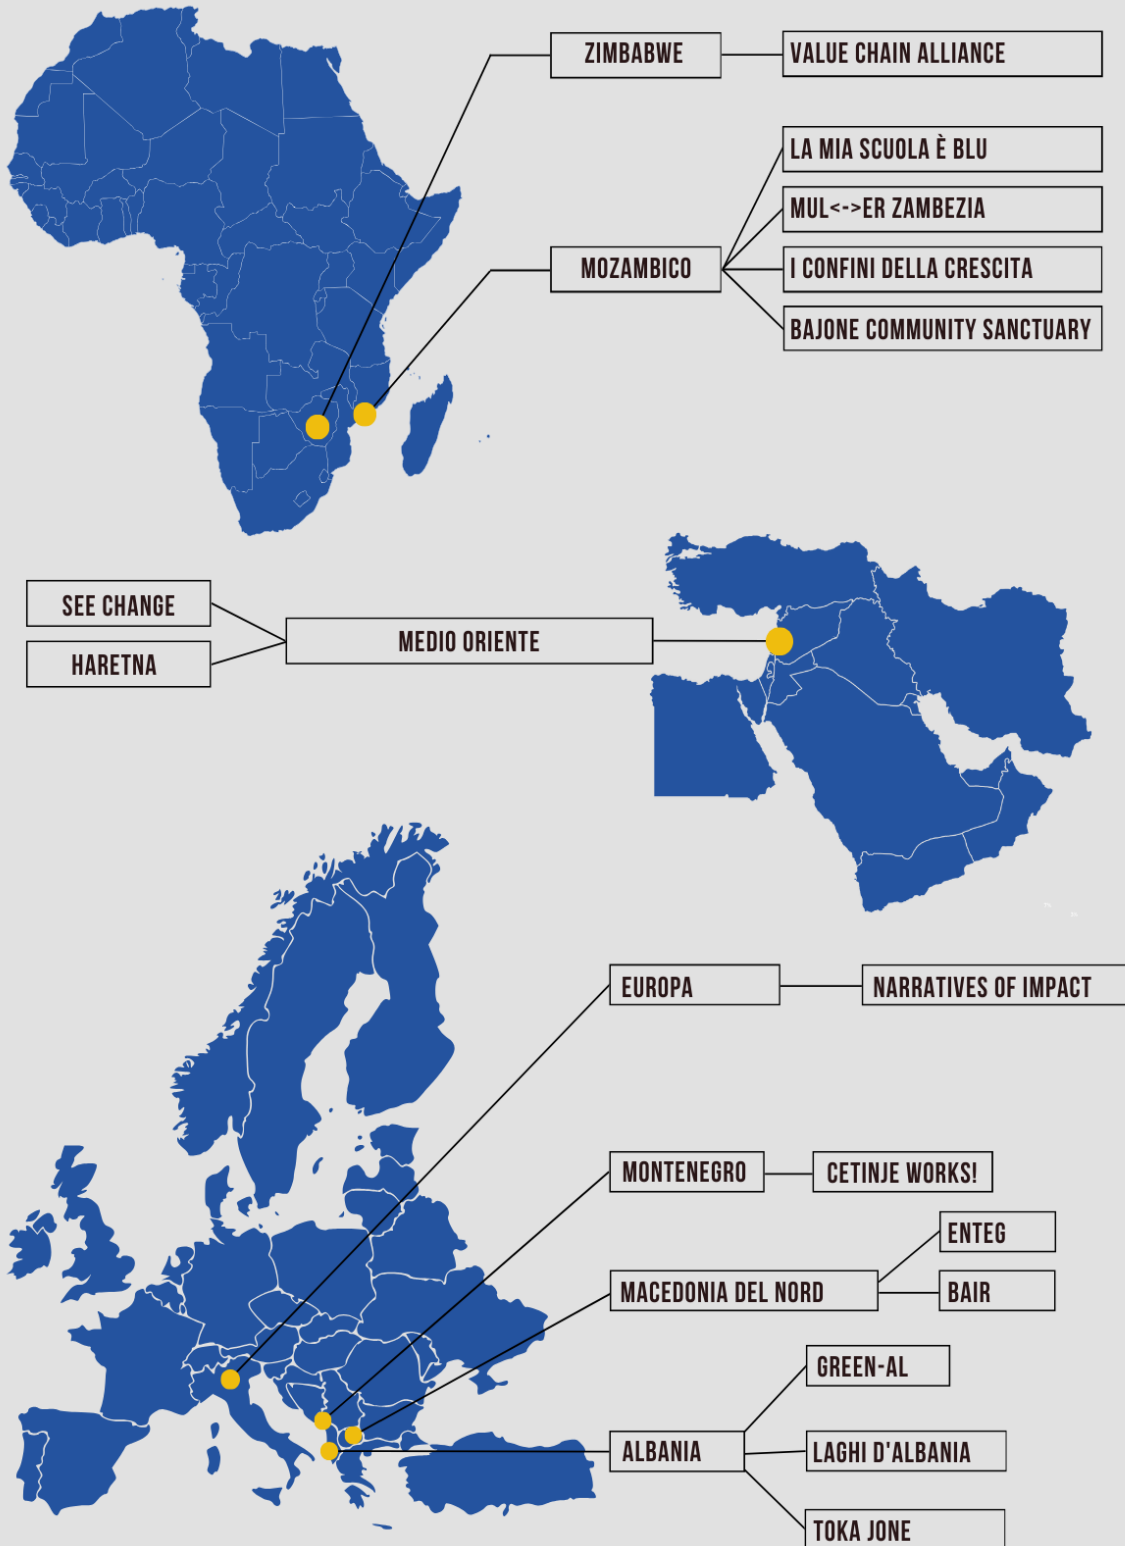 ZIMBABWE
VALUE CHAIN ALLIANCE
LA MIA SCUOLA È BLU
MUL<->ER ZAMBEZIA
MOZAMBICO
I CONFINI DELLA CRESCITA
BAJONE COMMUNITY SANCTUARY
SEE CHANGE
HARETNA
MEDIO ORIENTE
EUROPA
NARRATIVES OF IMPACT
MONTENEGRO
CETINJE WORKS!
ENTEG
MACEDONIA DEL NORD
BAIR
GREEN-AL
ALBANIA
LAGHI D'ALBANIA
TOKA JONE